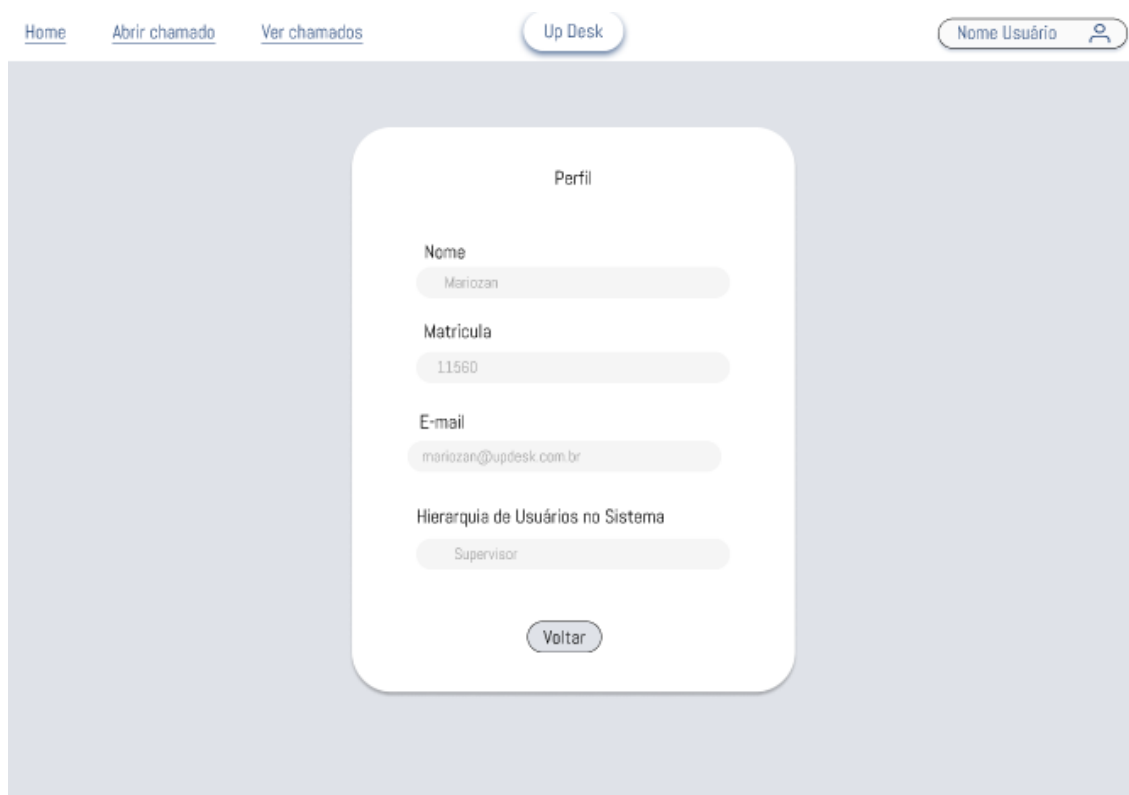 Home Abrir chamado Ver chamados Up Desk Nome Usuário
Perfil
Nome
Mariozan
Matrícula
11560
E-mail
mariozan@updesk.com.br
Hierarquia de Usuários no Sistema
Supervisor
Voltar